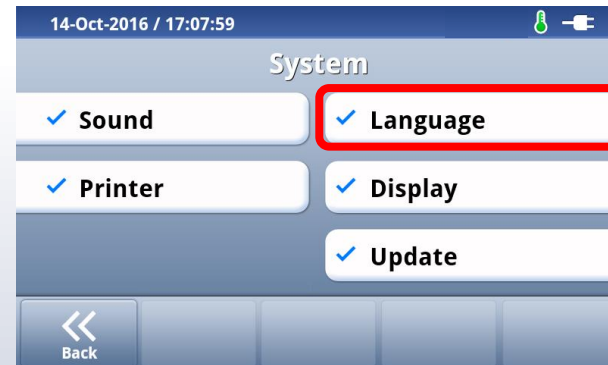 14-Oct-2016 / 17:07:59
System
Sound
Language
Printer
Display
Update
Back